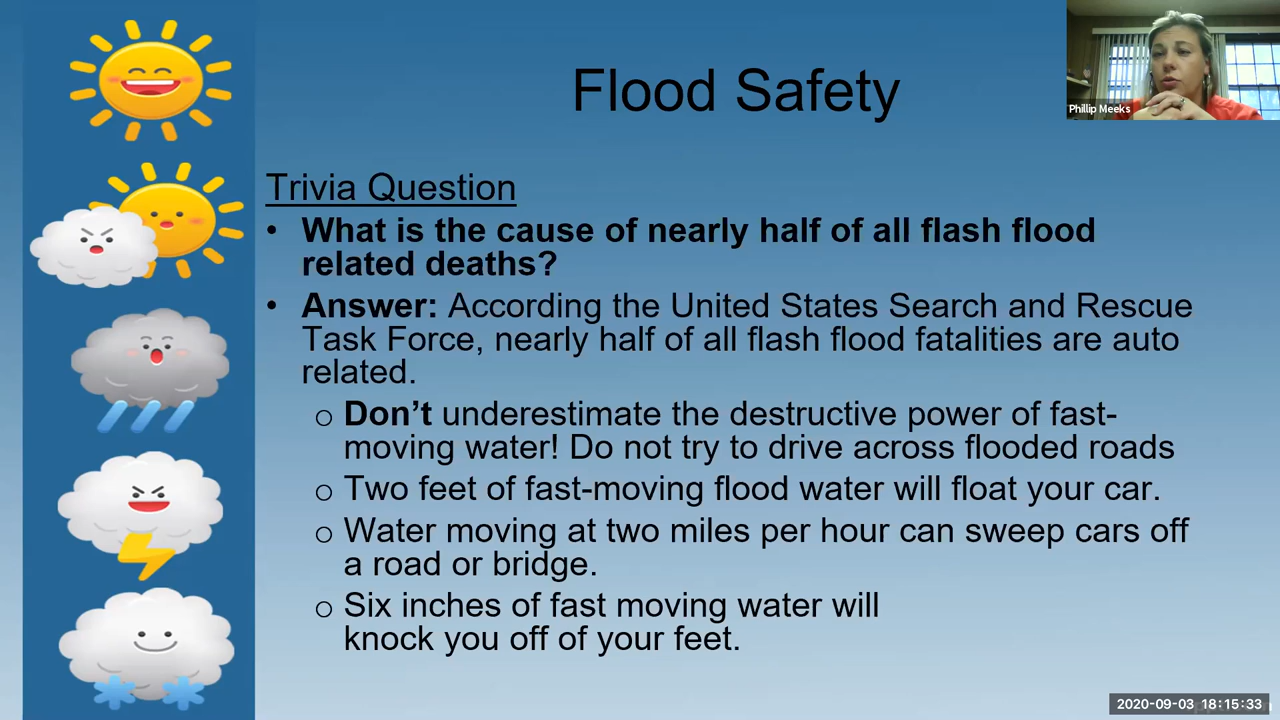 Flood Safety
Phillip Meeks
Trivia Question
• What is the cause of nearly half of all flash flood
related deaths?
• Answer: According the United States Search and Rescue
Task Force, nearly half of all flash flood fatalities are auto
related.
o Don’t underestimate the destructive power of fast-
moving water! Do not try to drive across flooded roads
o Two feet of fast-moving flood water will float your car.
o Water moving at two miles per hour can sweep cars off
a road or bridge.
o Six inches of fast moving water will
knock you off of your feet.
2020-09-03 18:15:33